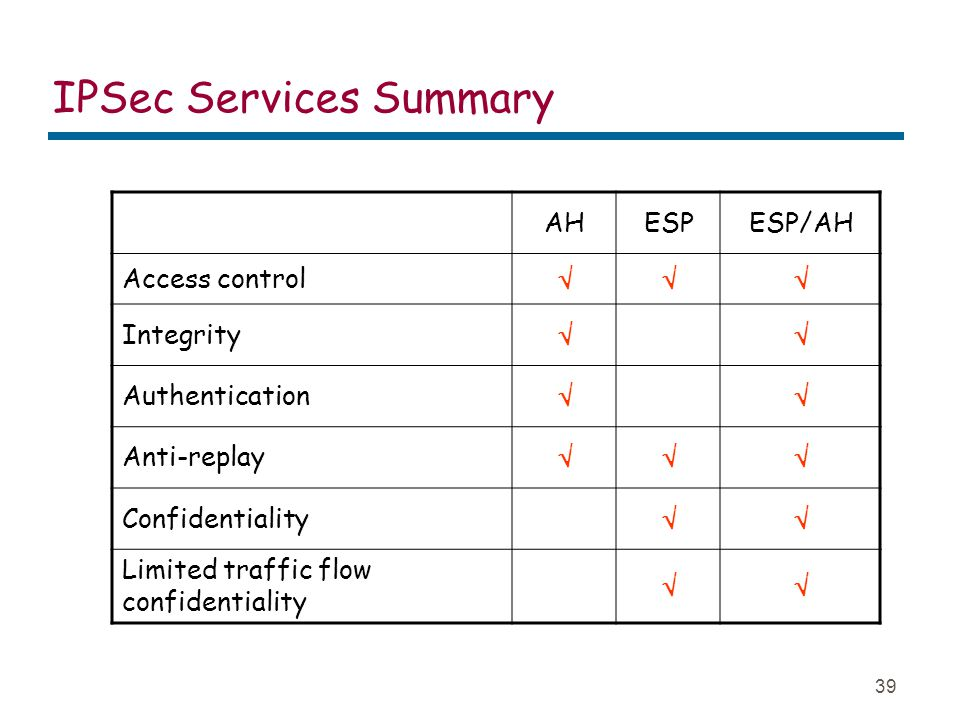 IPSec Services Summary
AH ESP ESP/AH
Access control √ √ √
Integrity √ √
Authentication √ √
Anti-replay √ √ √
Confidentiality √ √
Limited traffic flow
confidentiality √ √
39